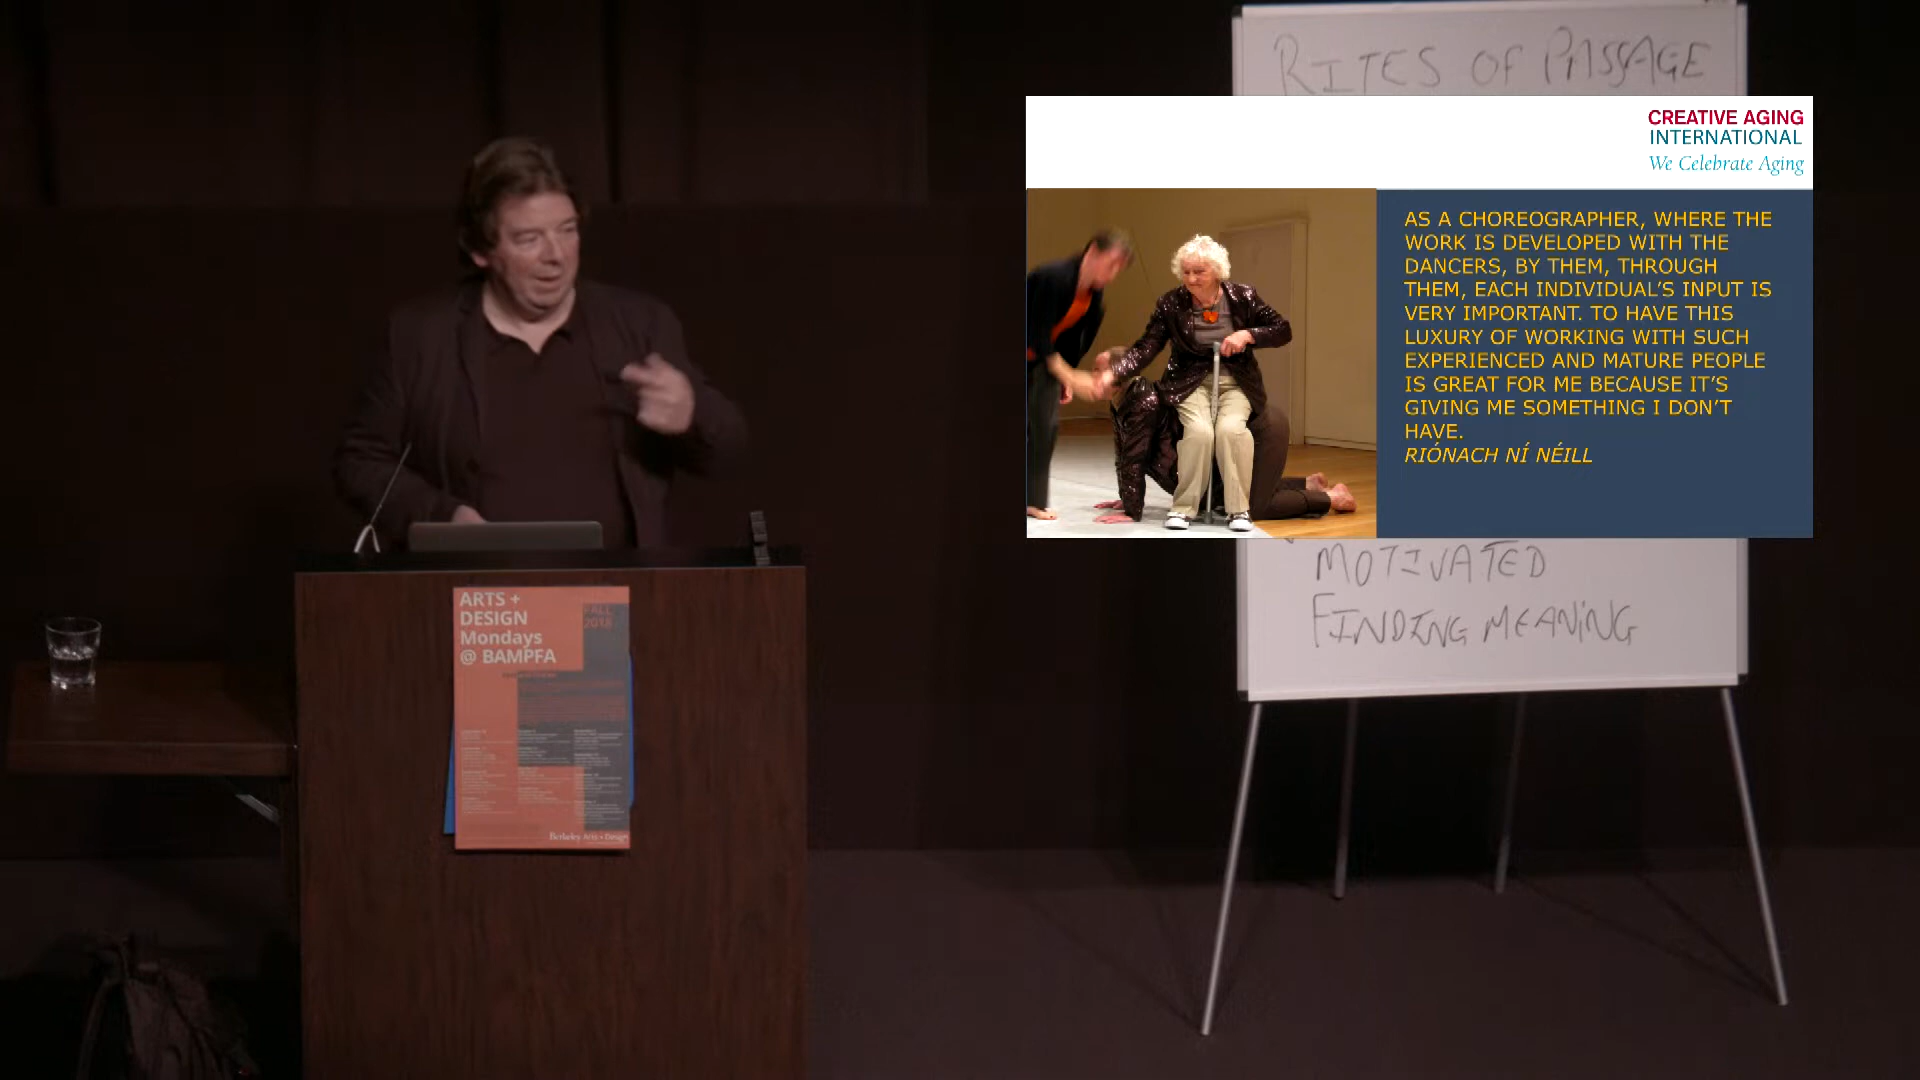 RITES OF PASSAGE
CREATIVE AGING
INTERNATIONAL
We Celebrate Aging
AS A CHOREOGRAPHER, WHERE THE
WORK IS DEVELOPED WITH THE
DANCERS, BY THEM, THROUGH
THEM, EACH INDIVIDUAL'S INPUT IS
VERY IMPORTANT. TO HAVE THIS
LUXURY OF WORKING WITH SUCH
EXPERIENCED AND MATURE PEOPLE
IS GREAT FOR ME BECAUSE IT'S
GIVING ME SOMETHING I DON'T
HAVE.
RIÓNACH NÍ NÉILL
MOTIVATED
FINDING MEANING
ARTS +
DESIGN
Mondays
@ BAMPFA
FALL
2018
Berkeley Arts + Design